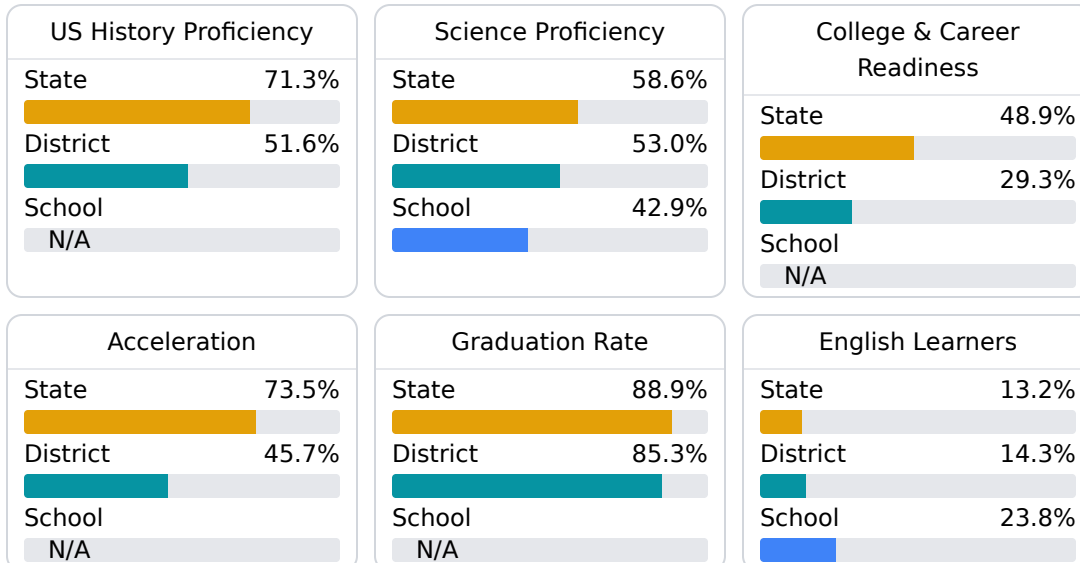 US History Proficiency
State 71.3%
District 51.6%
School
N/A
Science Proficiency
State 58.6%
District 53.0%
School 42.9%
College & Career
Readiness
State 48.9%
District 29.3%
School
N/A
Acceleration
State 73.5%
District 45.7%
School
N/A
Graduation Rate
State 88.9%
District 85.3%
School
N/A
English Learners
State 13.2%
District 14.3%
School 23.8%